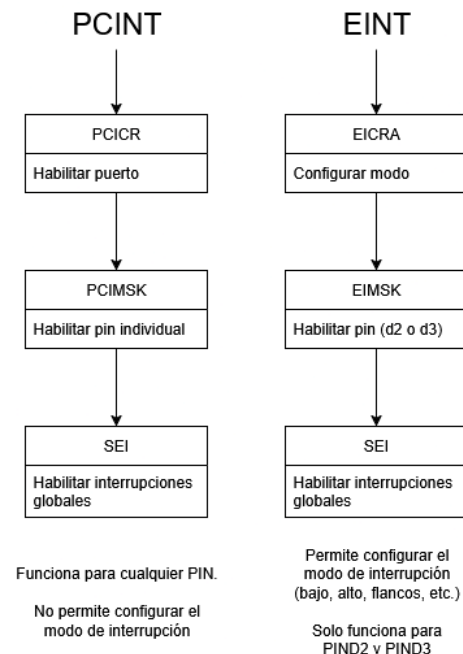 PCINT
PCICR
Habilitar puerto
PCIMSK
Habilitar pin individual
SEI
Habilitar interrupciones
globales
Funciona para cualquier PIN.
No permite configurar el
modo de interrupción
EINT
EICRA
Configurar modo
EIMSK
Habilitar pin (d2 o d3)
SEI
Habilitar interrupciones
globales
Permite configurar el
modo de interrupción
(bajo, alto, flancos, etc.)
Solo funciona para
PIND2 y PIND3